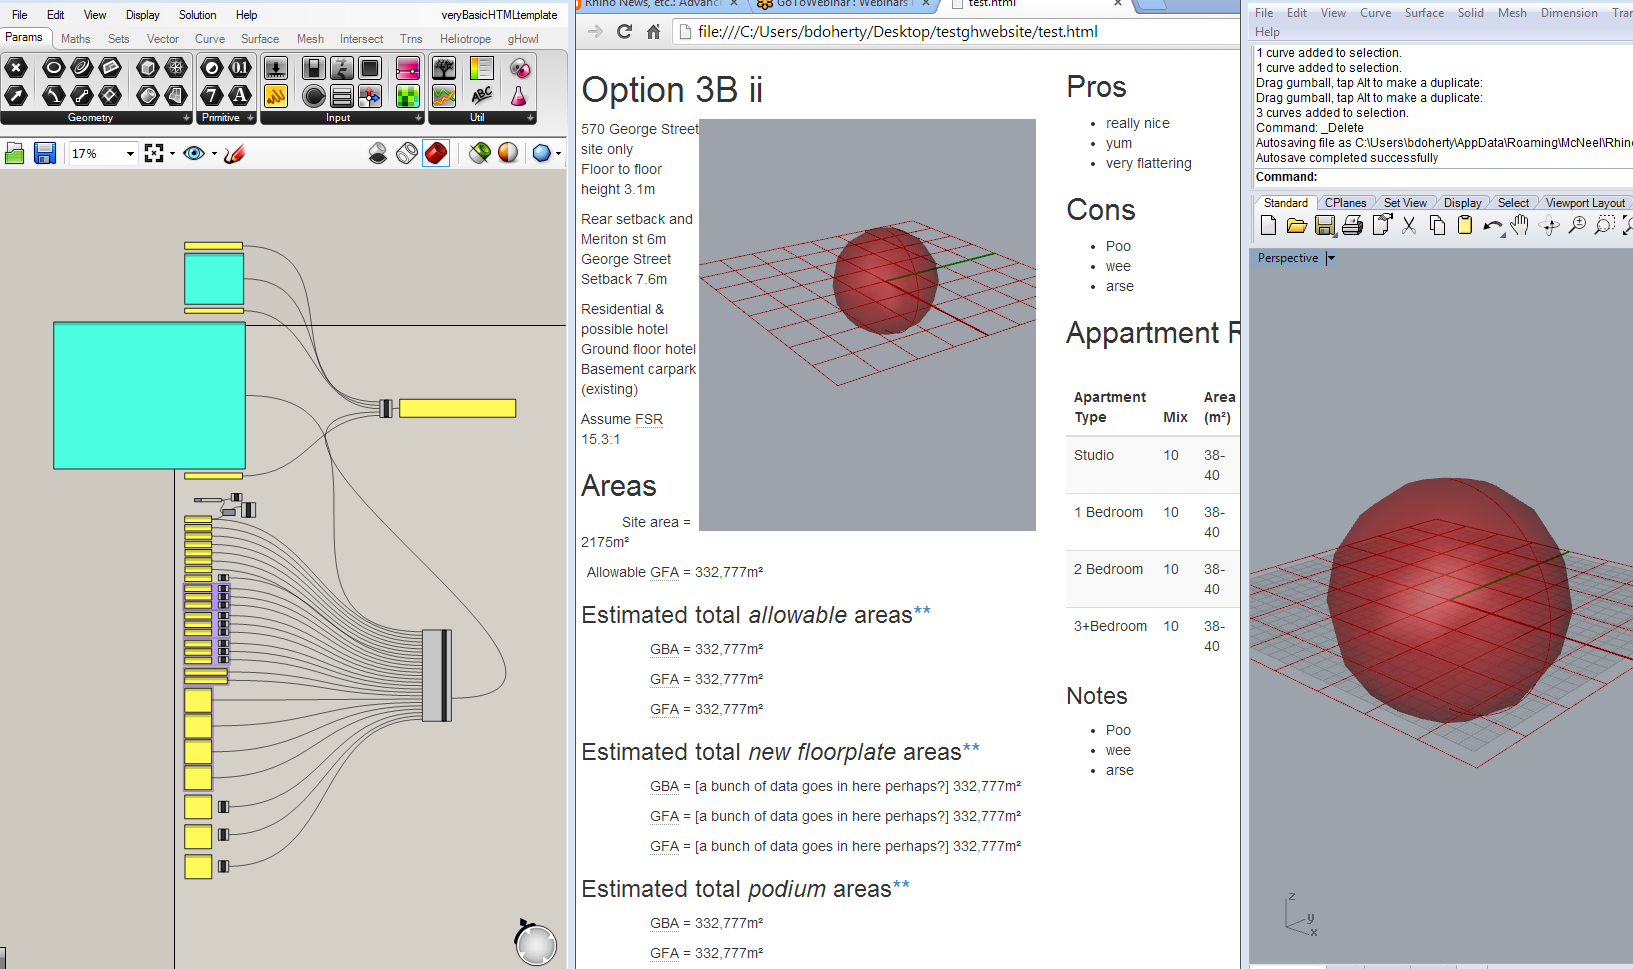 File Edit View Display Solution Help veryBasicHTMLtemplate
Params Maths Sets Vector Curve Surface Mesh Intersect Trns Heliotrope gHowl
Geometry Primitive Input Util
17%
Rhino News, etc.: Advanc
GoToWebinar : Webinars
test.html
file:///C:/Users/bdoherty/Desktop/testghwebsite/test.html
Option 3B ii
570 George Street
site only
Floor to floor
height 3.1m
Rear setback and
Meriton st 6m
George Street
Setback 7.6m
Residential &
possible hotel
Ground floor hotel
Basement carpark
(existing)
Assume FSR
15.3:1
Areas
Site area =
2175m²
Allowable GFA = 332,777m²
Estimated total allowable areas**
GBA = 332,777m²
GFA = 332,777m²
GFA = 332,777m²
Estimated total new floorplate areas**
GBA = [a bunch of data goes in here perhaps?] 332,777m²
GFA = [a bunch of data goes in here perhaps?] 332,777m²
GFA = [a bunch of data goes in here perhaps?] 332,777m²
Estimated total podium areas**
GBA = 332,777m²
GFA = 332,777m²
Pros
really nice
yum
very flattering
Cons
Poo
wee
arse
Appartment R
Apartment Type Mix Area (m²)
Studio 10 38-40
1 Bedroom 10 38-40
2 Bedroom 10 38-40
3+Bedroom 10 38-40
Notes
Poo
wee
arse
File Edit View Curve Surface Solid Mesh Dimension Tran
Help
1 curve added to selection.
1 curve added to selection.
Drag gumball, tap Alt to make a duplicate:
Drag gumball, tap Alt to make a duplicate:
3 curves added to selection.
Command: _Delete
Autosaving file as C:\Users\bdoherty\AppData\Roaming\McNeel\Rhino
Autosave completed successfully
Command:
Standard CPlanes Set View Display Select Viewport Layout
Perspective
z
y
x